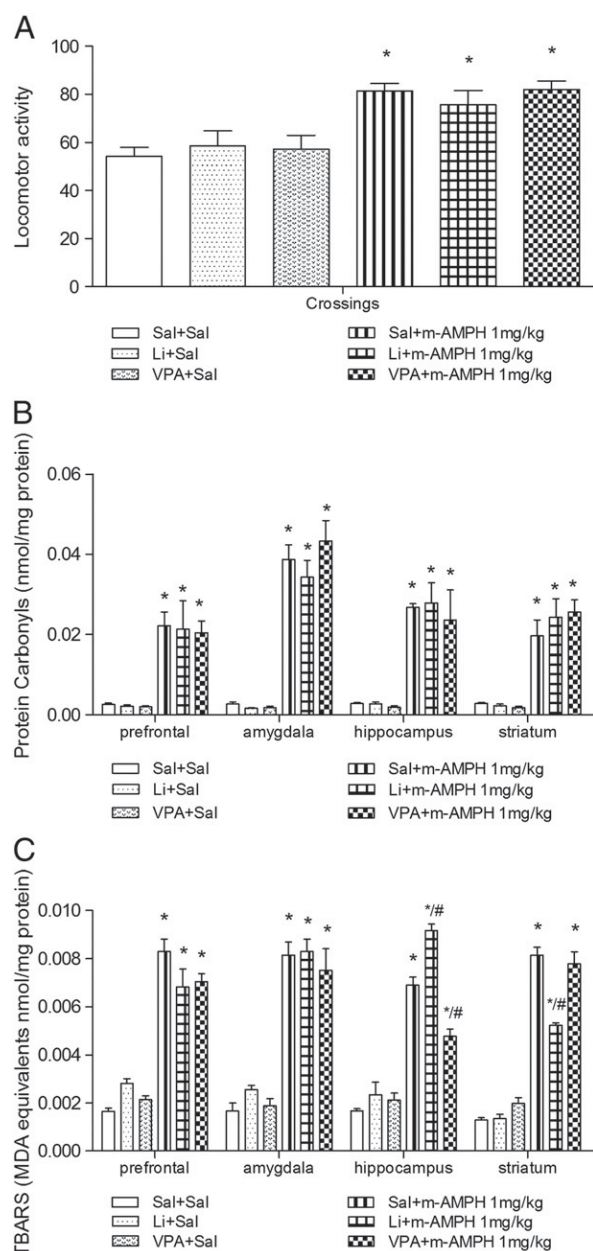 A
Locomotor activity
100
80
60
40
20
0
* * *
Crossings
Sal+Sal Sal+m-AMPH 1mg/kg
Li+Sal Li+m-AMPH 1mg/kg
VPA+Sal VPA+m-AMPH 1mg/kg
B
Protein Carbonyls (nmol/mg protein)
0.06
0.04
0.02
0.00
* * * * * * * * * * * *
prefrontal amygdala hippocampus striatum
Sal+Sal Sal+m-AMPH 1mg/kg
Li+Sal Li+m-AMPH 1mg/kg
VPA+Sal VPA+m-AMPH 1mg/kg
C
TBARS (MDA equivalents nmol/mg protein)
0.010
0.008
0.006
0.004
0.002
0.000
* * * * * * * */# */# * */# *
prefrontal amygdala hippocampus striatum
Sal+Sal Sal+m-AMPH 1mg/kg
Li+Sal Li+m-AMPH 1mg/kg
VPA+Sal VPA+m-AMPH 1mg/kg